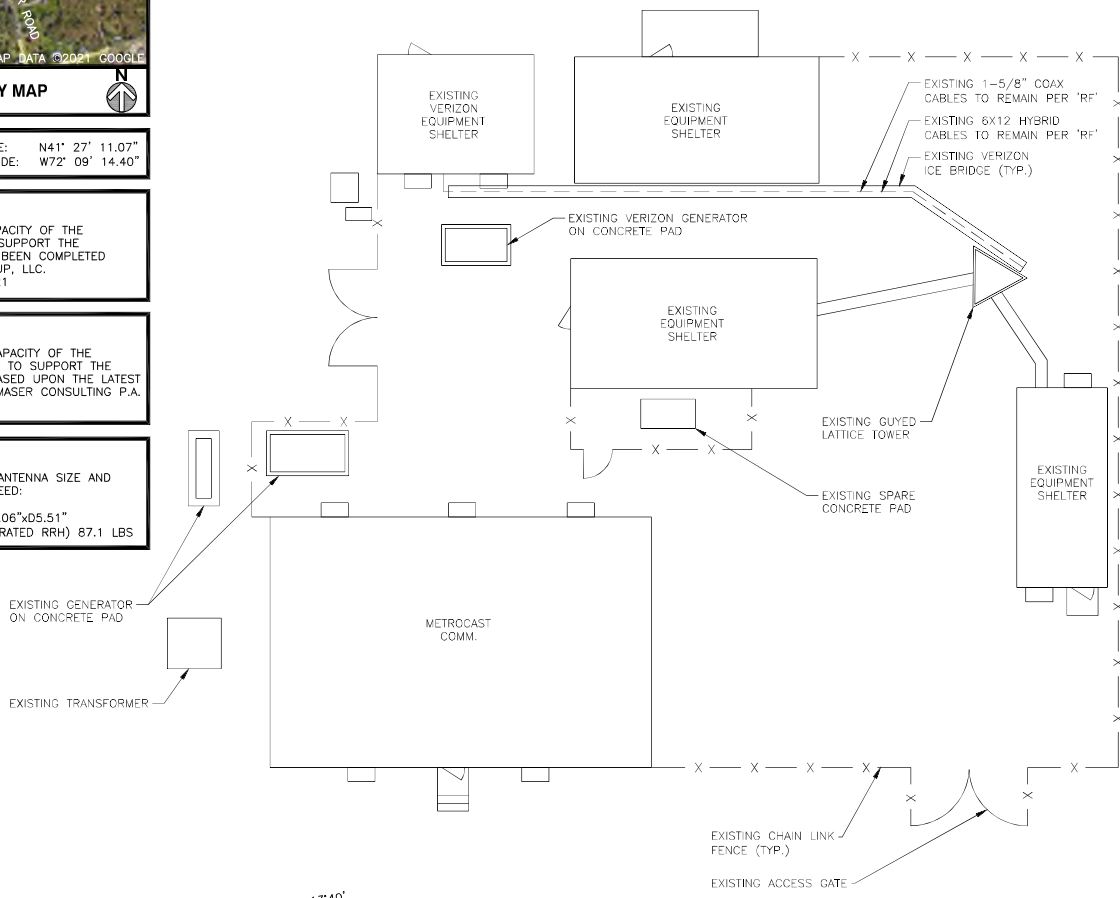 R ROAD
AP DATA ©2021 GOOGLE
Y MAP
N
E: N41° 27' 11.07"
DE: W72° 09' 14.40"
PACITY OF THE
SUPPORT THE
BEEN COMPLETED
UP, LLC.
21
APACITY OF THE
TO SUPPORT THE
ASED UPON THE LATEST
MASER CONSULTING P.A.
ANTENNA SIZE AND
EED:
.06"xD5.51"
RATED RRH) 87.1 LBS
EXISTING
VERIZON
EQUIPMENT
SHELTER
EXISTING
EQUIPMENT
SHELTER
EXISTING 1-5/8" COAX
CABLES TO REMAIN PER 'RF'
EXISTING 6X12 HYBRID
CABLES TO REMAIN PER 'RF'
EXISTING VERIZON
ICE BRIDGE (TYP.)
EXISTING VERIZON GENERATOR
ON CONCRETE PAD
EXISTING
EQUIPMENT
SHELTER
EXISTING GUYED
LATTICE TOWER
EXISTING
EQUIPMENT
SHELTER
EXISTING SPARE
CONCRETE PAD
EXISTING GENERATOR
ON CONCRETE PAD
METROCAST
COMM.
EXISTING TRANSFORMER
EXISTING CHAIN LINK
FENCE (TYP.)
EXISTING ACCESS GATE